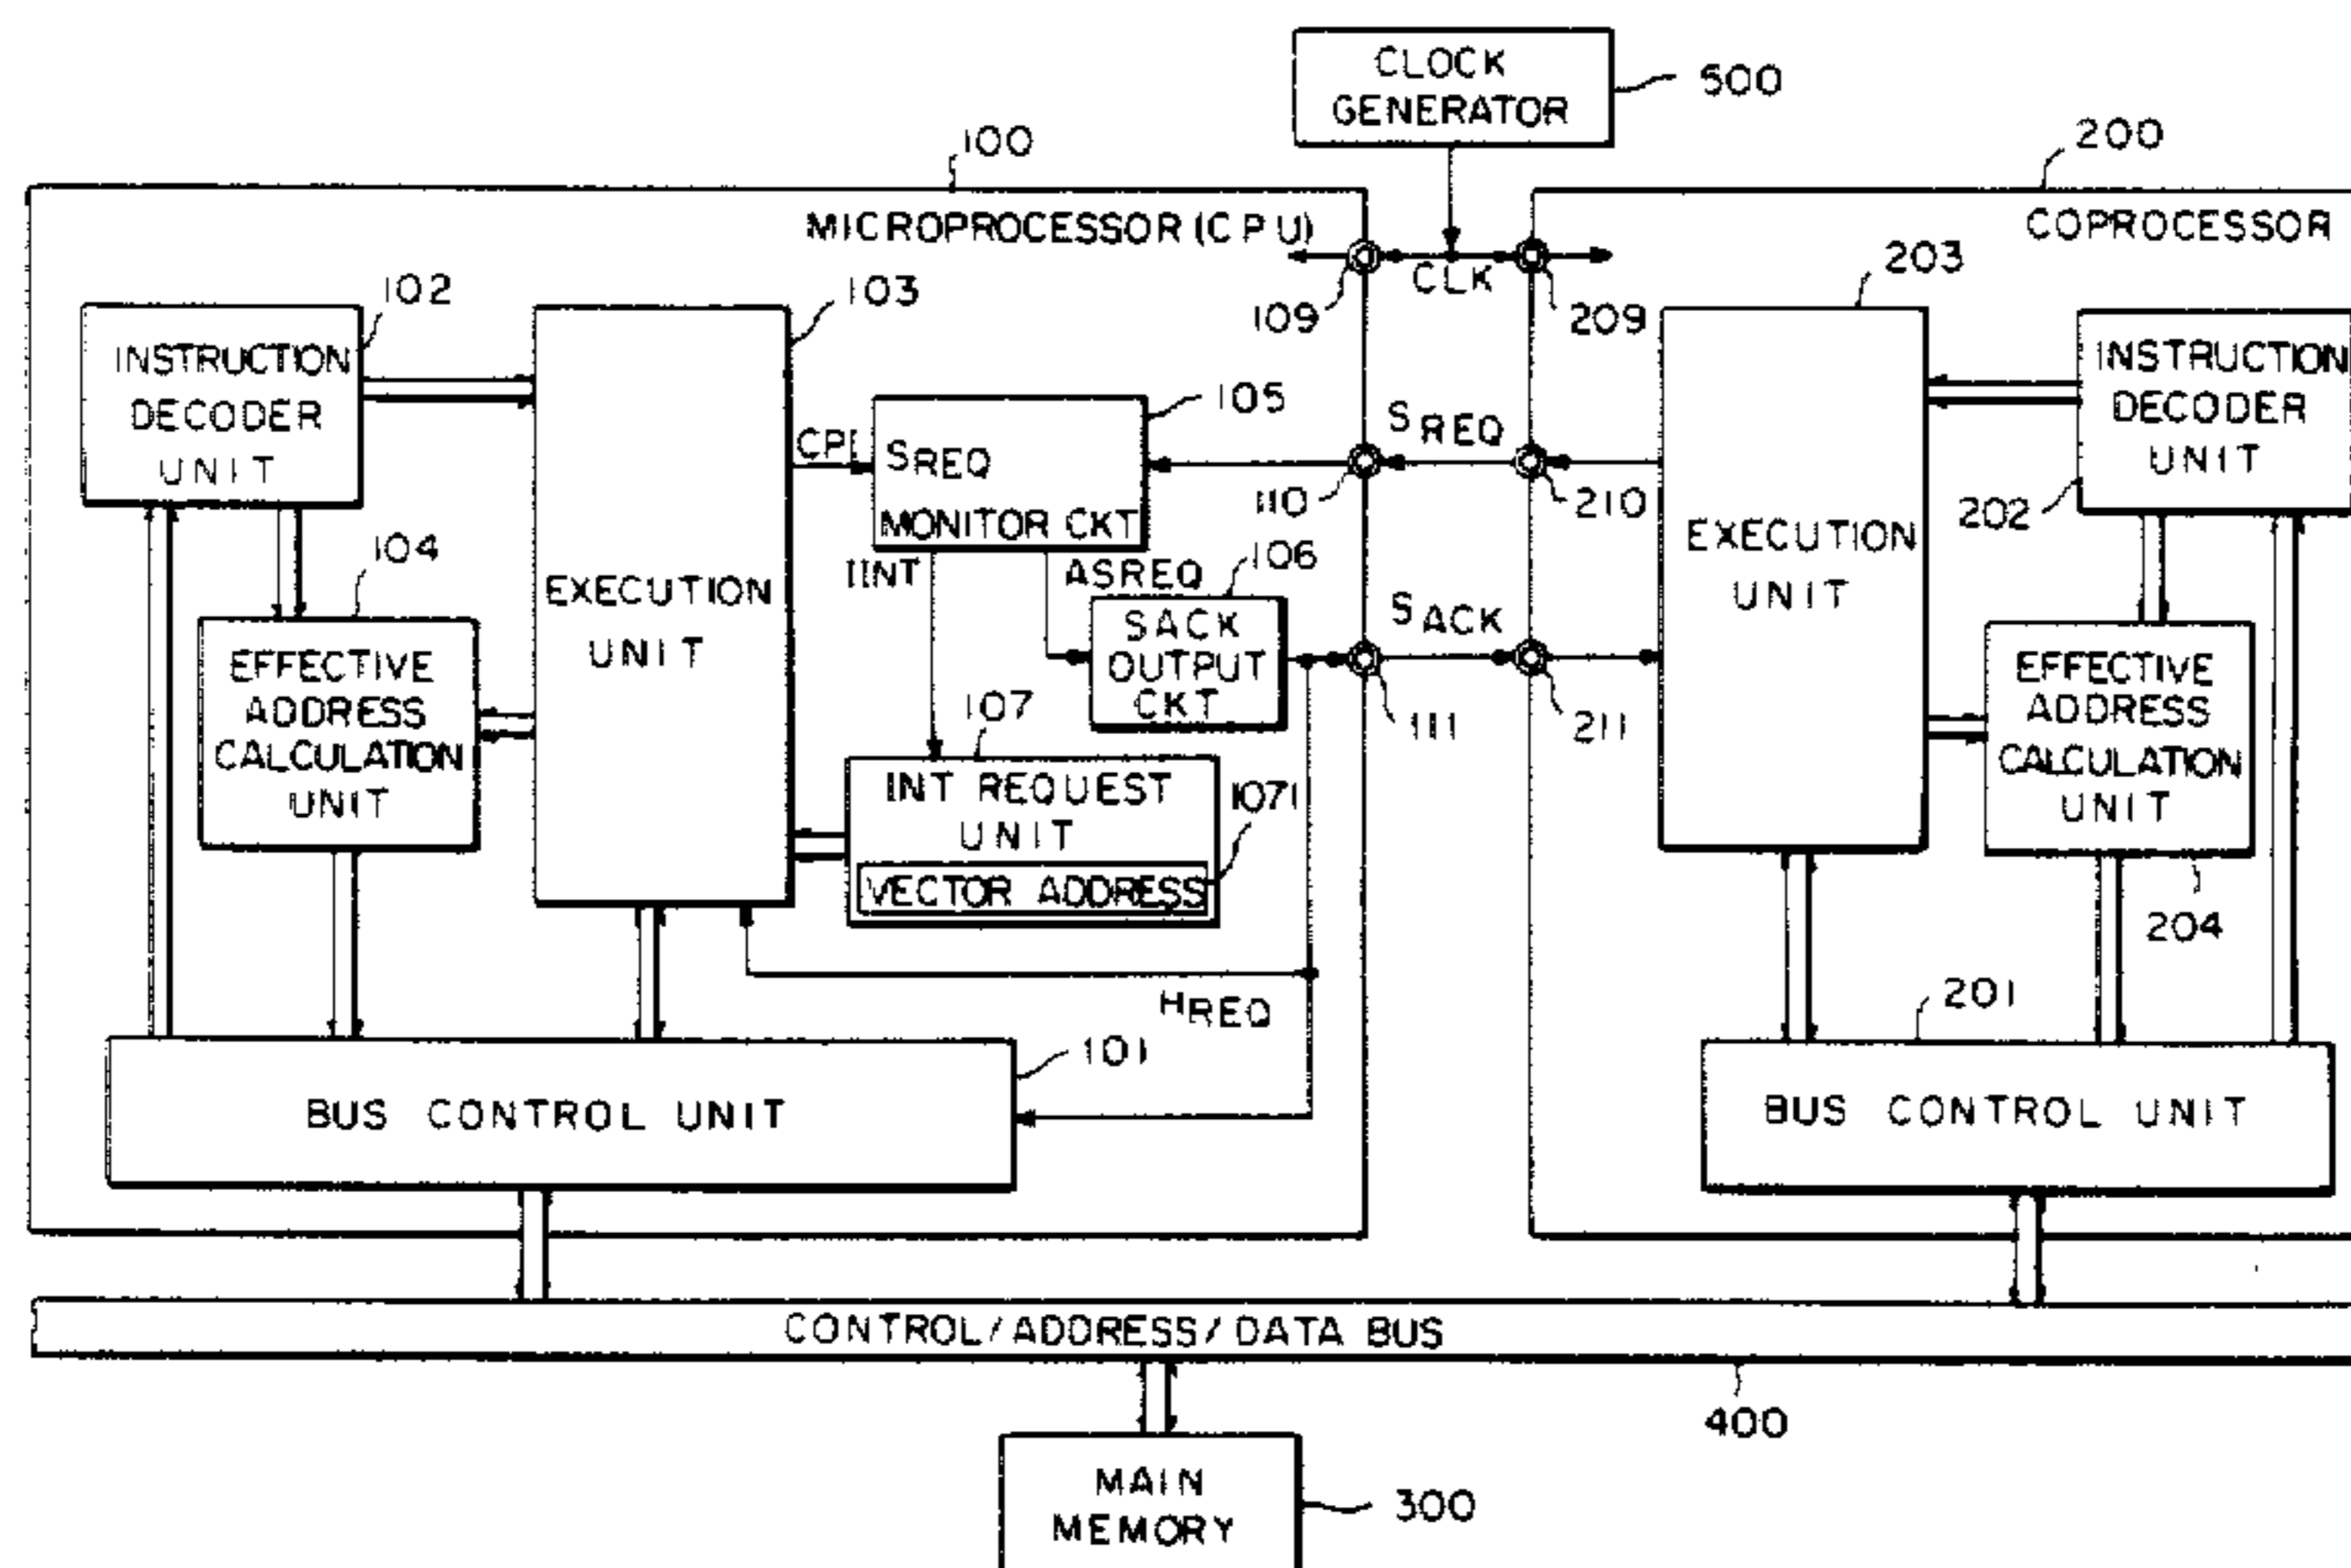 CLOCK
GENERATOR
500
100
200
MICROPROCESSOR (CPU)
COPROCESSOR
CLK
109
209
102
103
203
INSTRUCTION
DECODER
UNIT
EXECUTION
UNIT
CPI
105
SREQ
MONITOR CKT
SREQ
110
210
EXECUTION
UNIT
INSTRUCTION
DECODER
UNIT
202
104
IINT
ASREQ
106
SACK
OUTPUT
CKT
SACK
111
211
EFFECTIVE
ADDRESS
CALCULATION
UNIT
EFFECTIVE
ADDRESS
CALCULATION
UNIT
204
107
INT REQUEST
UNIT
1071
VECTOR ADDRESS
HREQ
101
BUS CONTROL UNIT
201
BUS CONTROL UNIT
CONTROL/ADDRESS/DATA BUS
400
MAIN
MEMORY
300